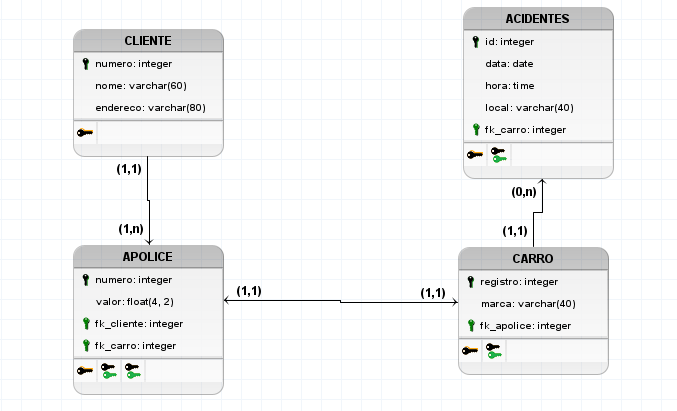 CLIENTE
numero: integer
nome: varchar(60)
endereco: varchar(80)
(1,1)
(1,n)
APOLICE
numero: integer
valor: float(4, 2)
fk_cliente: integer
fk_carro: integer
(1,1)
(1,1)
ACIDENTES
id: integer
data: date
hora: time
local: varchar(40)
fk_carro: integer
(0,n)
(1,1)
CARRO
registro: integer
marca: varchar(40)
fk_apolice: integer